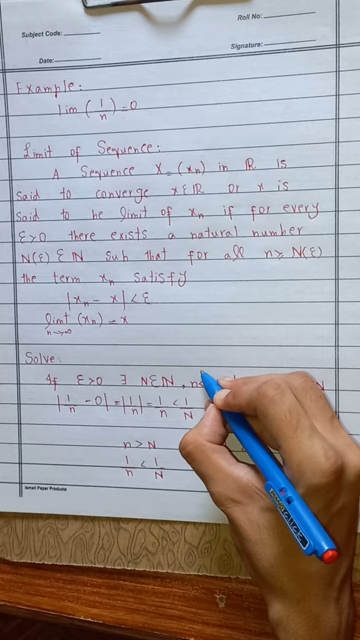 Roll No:
Subject Code:
Date:
Signature:
Example:
lim (1/n) = 0
Limit of Sequence:
A Sequence X = (xn) in ℝ is
said to converge x∈ℝ or x is
said to be limit of xn if for every
ε>0 there exists a natural number
N(ε) ∈ ℕ suh that for all n ≥ N(ε)
the term xn satisfy
|xn - x| < ε
limt n→∞ (xn) = x
Solve
If ε>0 ∃ N∈ℕ, N
|1/n - 0| = |1/n| = 1/n < 1/N
n > N
1/n < 1/N
Ismail Paper Products